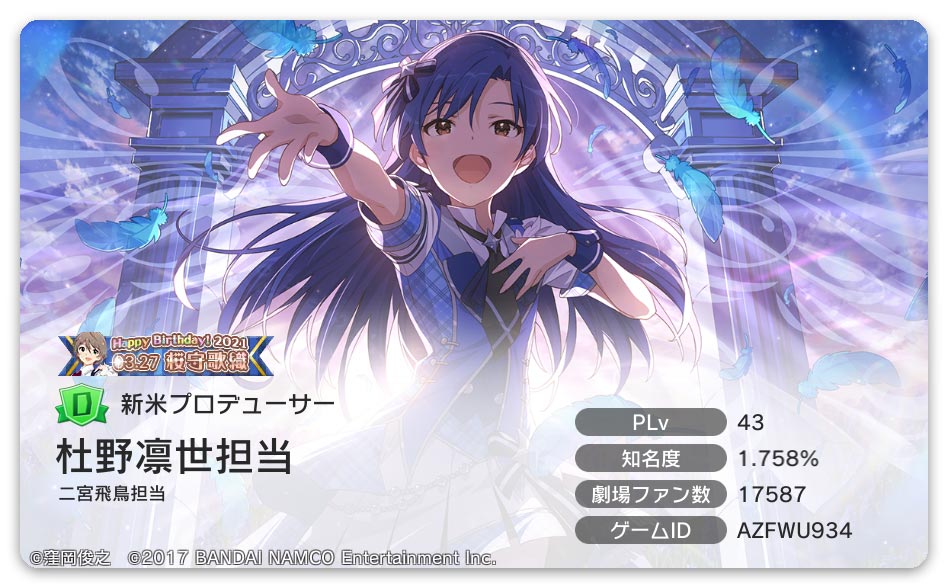 Happy Birthday! 2021
03.27 桜守歌織
D 新米プロデューサー
杜野凛世担当
二宮飛鳥担当
PLv 43
知名度 1.758%
劇場ファン数 17587
ゲームID AZFWU934
©窪岡俊之 ©2017 BANDAI NAMCO Entertainment Inc.